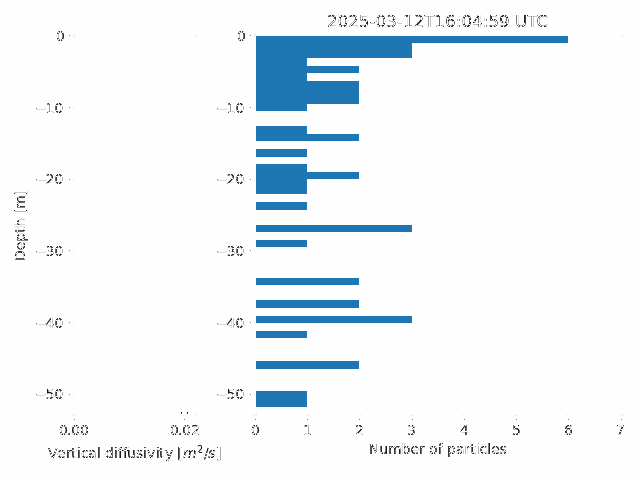 2025-03-12T16:04:59 UTC
0
−10
−20
−30
−40
−50
Depth [m]
0.00 0.02
Vertical diffusivity [m²/s]
0
−10
−20
−30
−40
−50
0 1 2 3 4 5 6 7
Number of particles